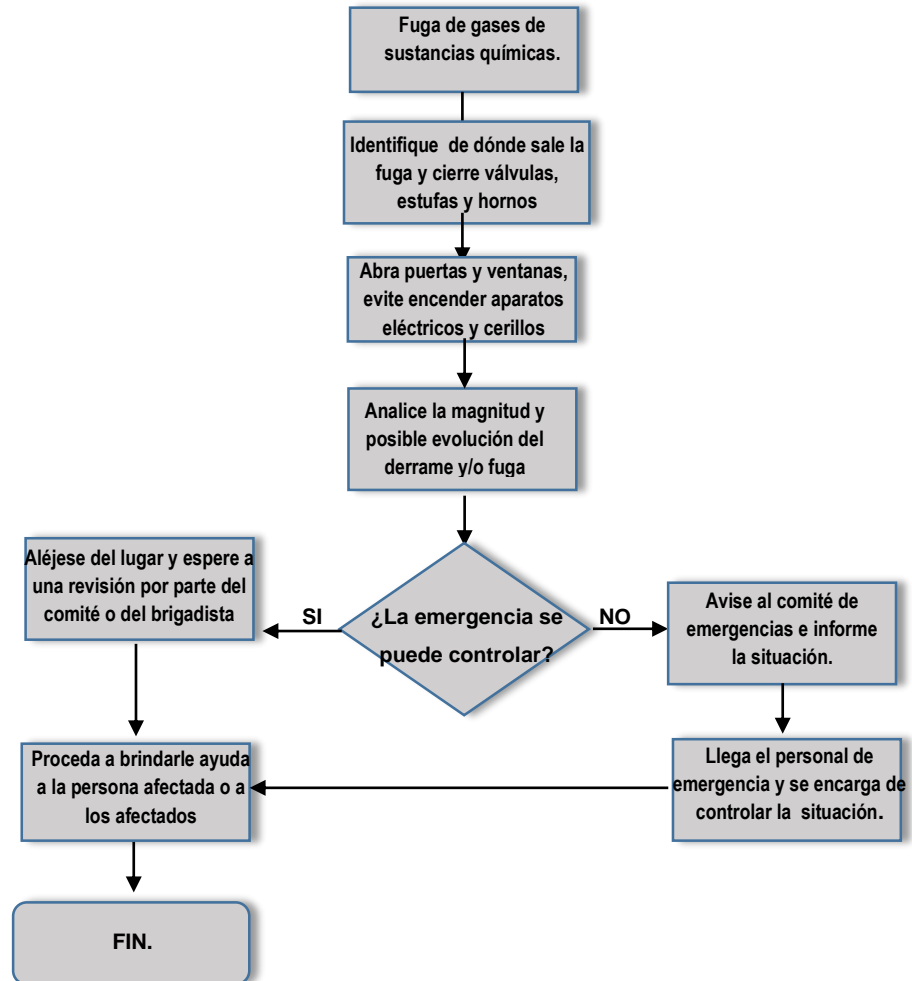 Fuga de gases de
sustancias químicas.
Identifique de dónde sale la
fuga y cierre válvulas,
estufas y hornos
Abra puertas y ventanas,
evite encender aparatos
eléctricos y cerillos
Analice la magnitud y
posible evolución del
derrame y/o fuga
¿La emergencia se
puede controlar?
SI
Aléjese del lugar y espere a
una revisión por parte del
comité o del brigadista
NO
Avise al comité de
emergencias e informe
la situación.
Llega el personal de
emergencia y se encarga de
controlar la situación.
Proceda a brindarle ayuda
a la persona afectada o a
los afectados
FIN.